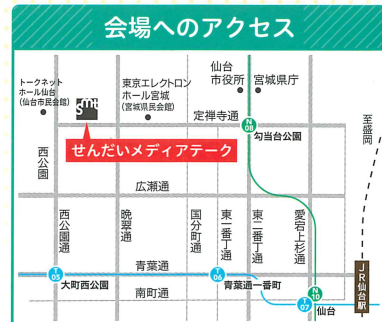 会場へのアクセス
トークネット
ホール仙台
(仙台市民会館)
smt
東京エレクトロン
ホール宮城
(宮城県民会館)
仙台
市役所
宮城県庁
定禅寺通
N
08
勾当台公園
至盛岡
せんだいメディアテーク
西公園
広瀬通
西公園通
晩翠通
国分町通
東一番丁通
東二番丁通
愛宕上杉通
青葉通
T
05
大町西公園
T
06
青葉通一番町
南町通
N
10
T
07
仙台
JR仙台駅